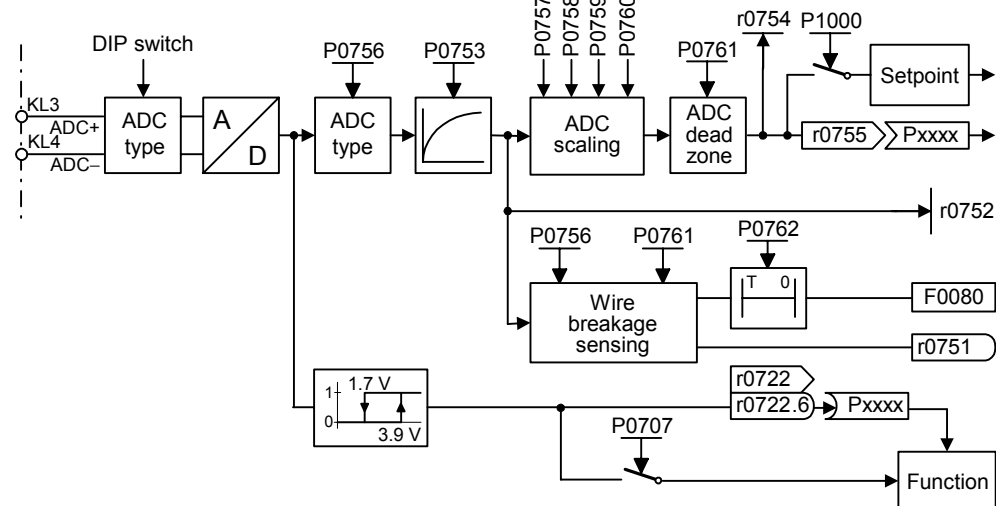 DIP switch
KL3
ADC+
KL4
ADC−
ADC
type
A
D
P0756
ADC
type
P0753
P0757
P0758
P0759
P0760
ADC
scaling
P0761
ADC
dead
zone
r0754
P1000
Setpoint
r0755
Pxxxx
r0752
P0756
P0761
Wire
breakage
sensing
P0762
T 0
F0080
r0751
1
0
1.7 V
3.9 V
r0722
r0722.6
Pxxxx
P0707
Function